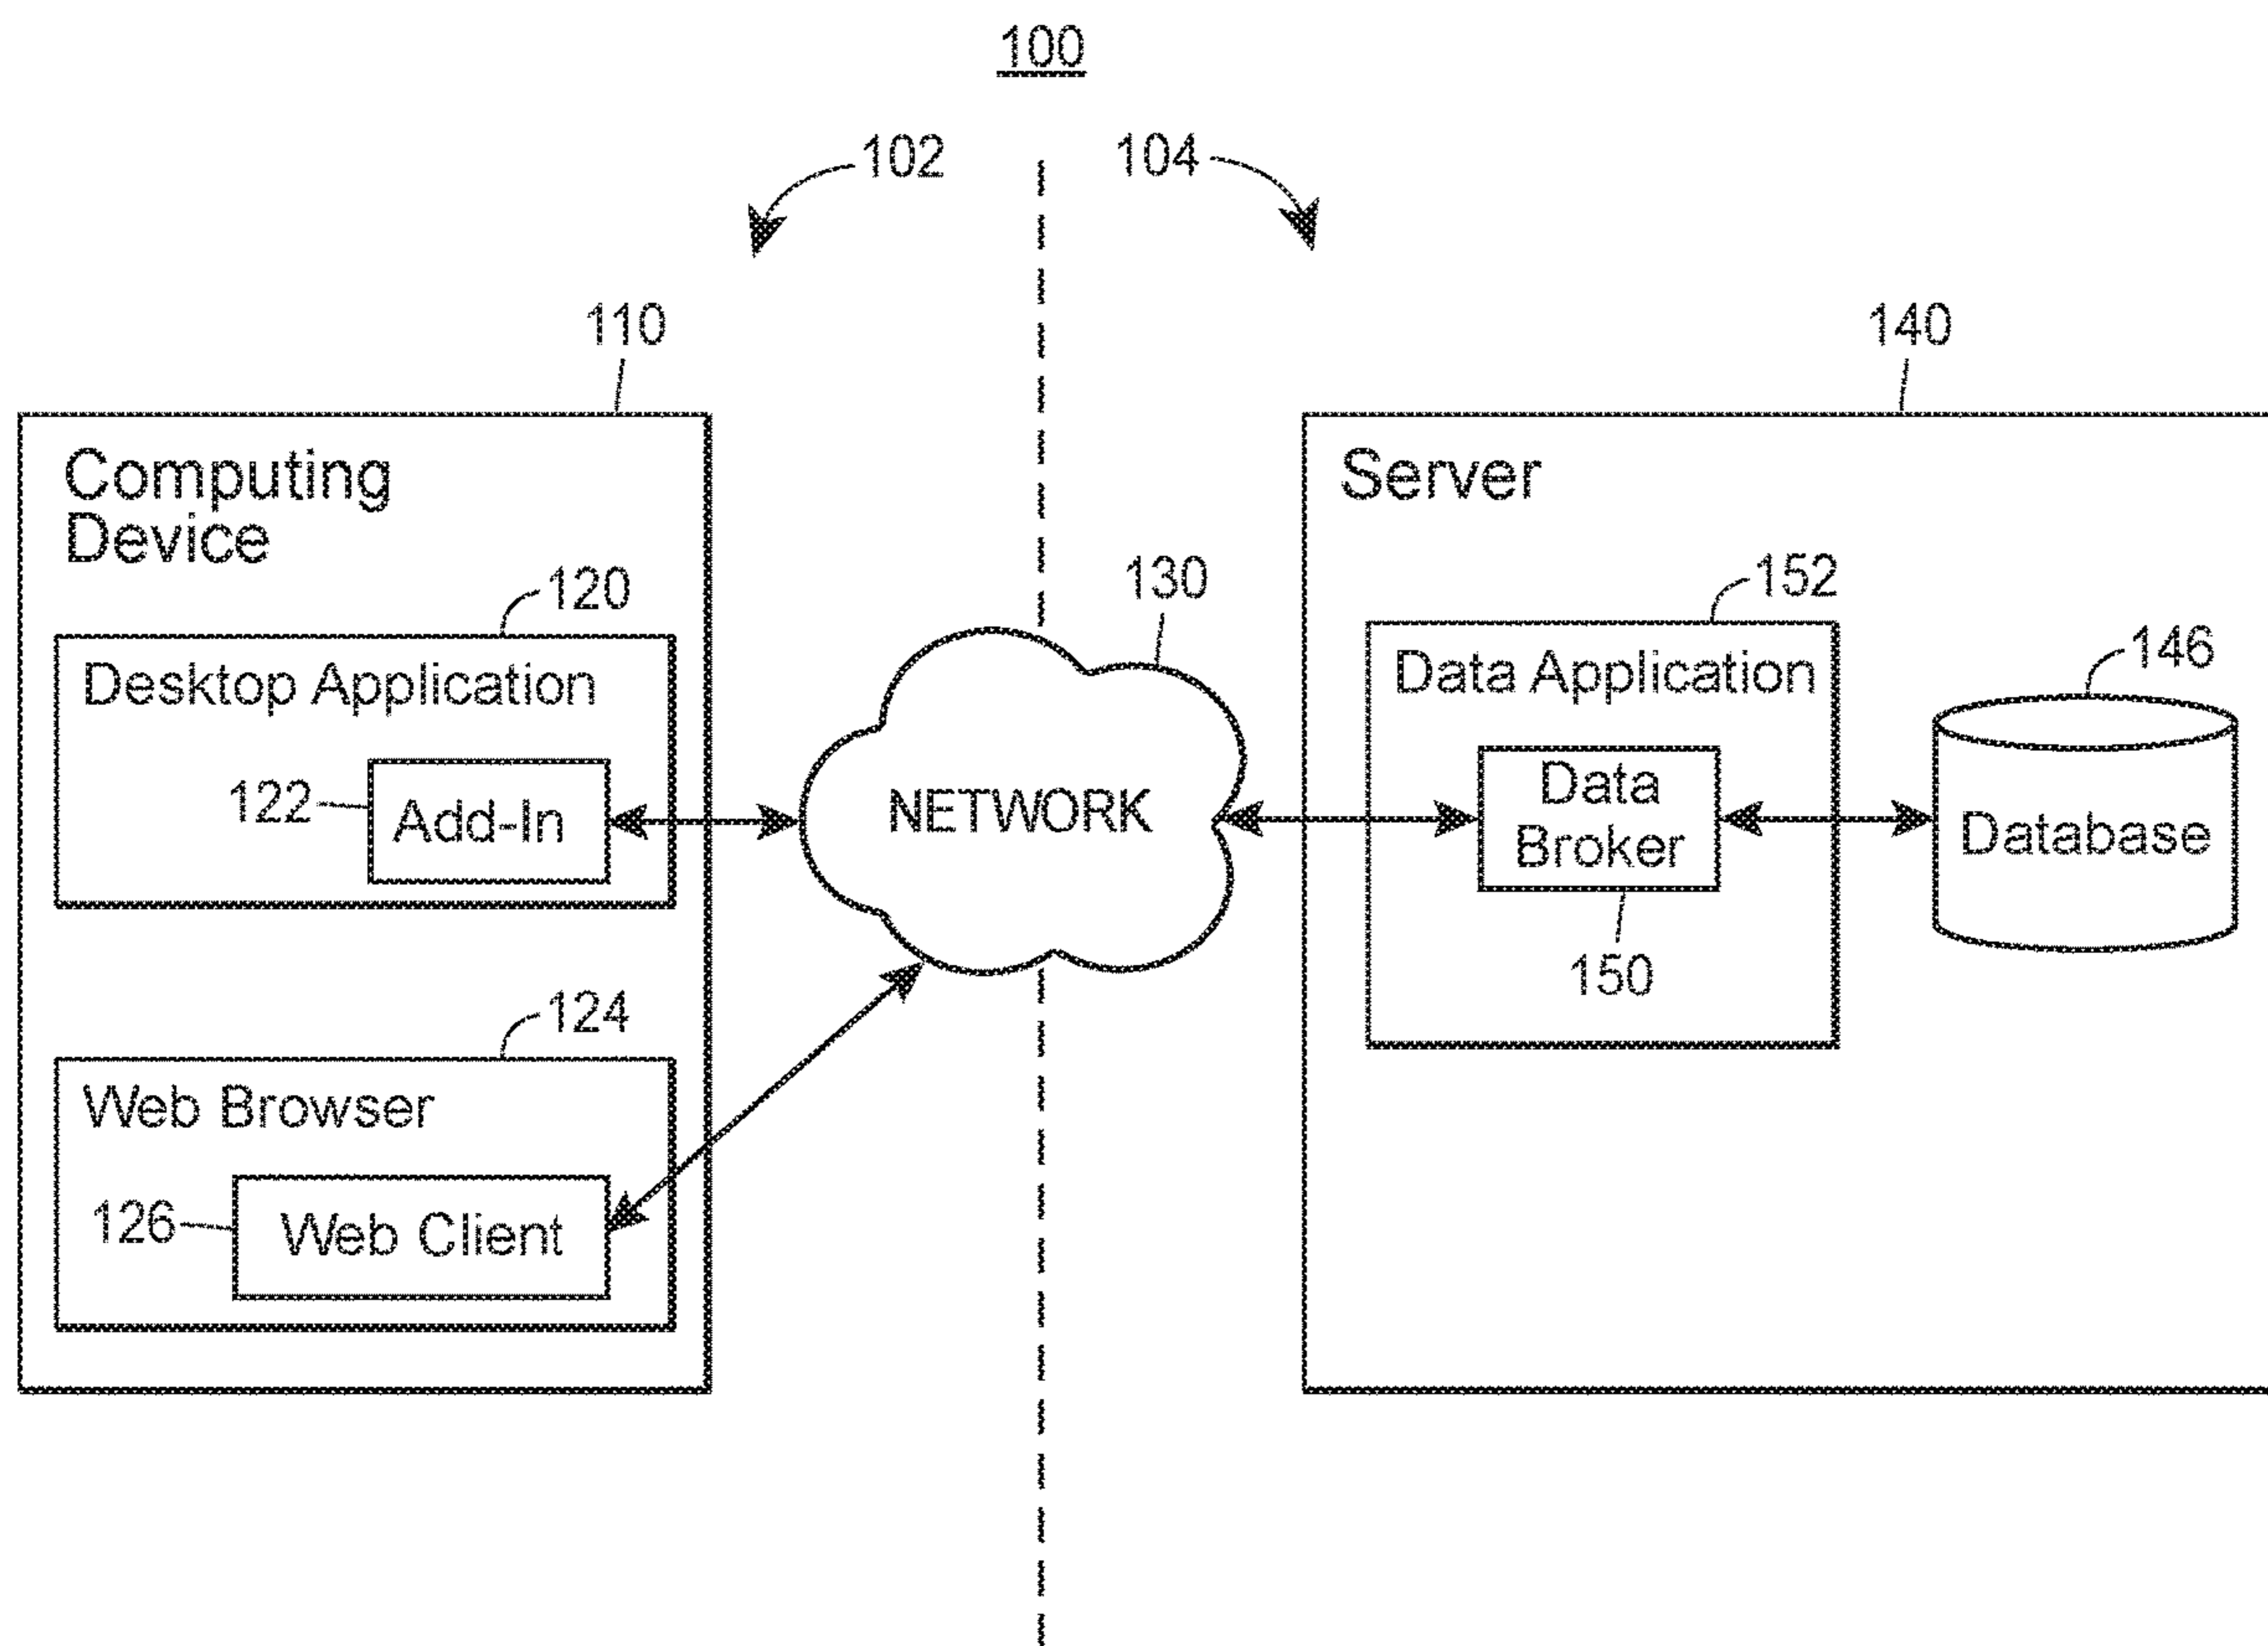 100
102
104
110
140
Computing
Device
Server
120
130
152
146
Desktop Application
Data Application
122
Add-In
NETWORK
Data
Broker
Database
150
124
Web Browser
126
Web Client